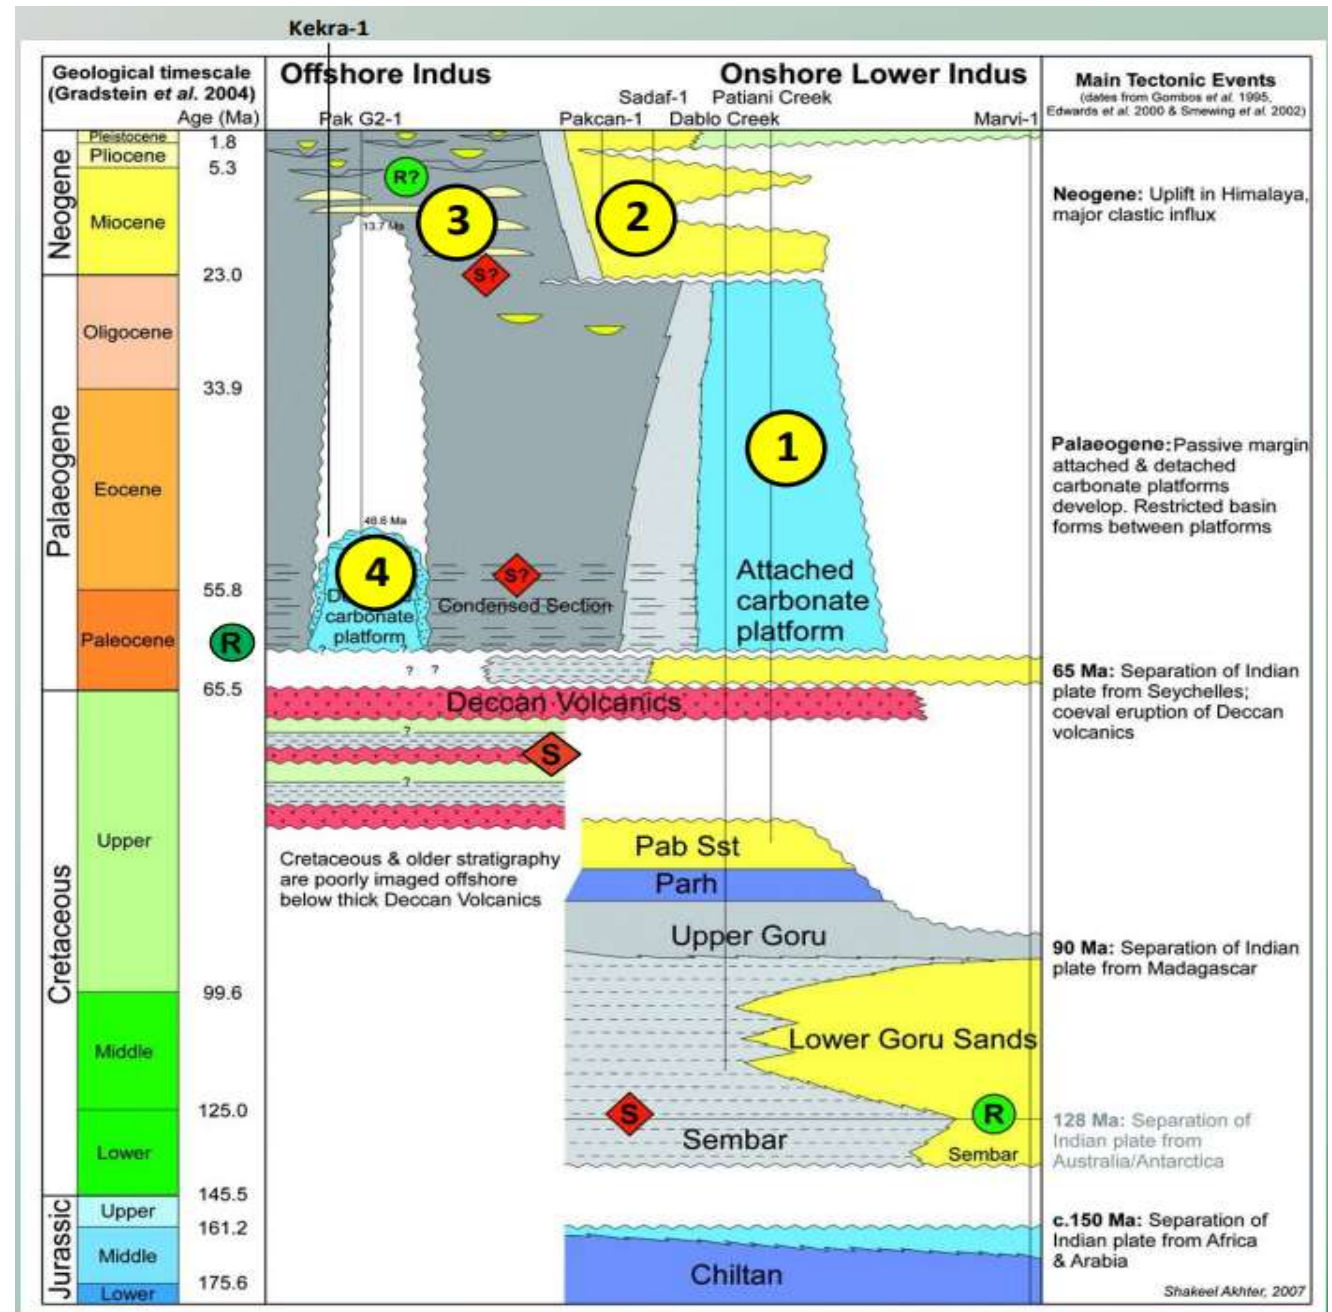 Kekra-1
Geological timescale
(Gradstein et al. 2004)
Age (Ma)
Offshore Indus
Onshore Lower Indus
Sadaf-1
Patiani Creek
Pak G2-1
Pakcan-1
Dablo Creek
Marvi-1
Main Tectonic Events
(dates from Gombos et al. 1995,
Edwards et al. 2000 & Smewing et al. 2002)
Neogene
Pleistocene
1.8
Pliocene
5.3
Miocene
23.0
Palaeogene
Oligocene
33.9
Eocene
55.8
Paleocene
R
65.5
Cretaceous
Upper
99.6
Middle
125.0
Lower
145.5
Jurassic
Upper
161.2
Middle
175.6
Lower
R?
3
2
13.7 Ma
S?
1
48.6 Ma
4
S?
Condensed Section
carbonate
platform
Attached
carbonate
platform
? ?
? ?
Deccan Volcanics
?
S
?
Cretaceous & older stratigraphy
are poorly imaged offshore
below thick Deccan Volcanics
Pab Sst
Parh
Upper Goru
Lower Goru Sands
S
R
Sembar
Sembar
Chiltan
Neogene: Uplift in Himalaya,
major clastic influx
Palaeogene: Passive margin
attached & detached
carbonate platforms
develop. Restricted basin
forms between platforms
65 Ma: Separation of Indian
plate from Seychelles;
coeval eruption of Deccan
volcanics
90 Ma: Separation of Indian
plate from Madagascar
128 Ma: Separation of
Indian plate from
Australia/Antarctica
c.150 Ma: Separation of
Indian plate from Africa
& Arabia
Shakeel Akhter, 2007